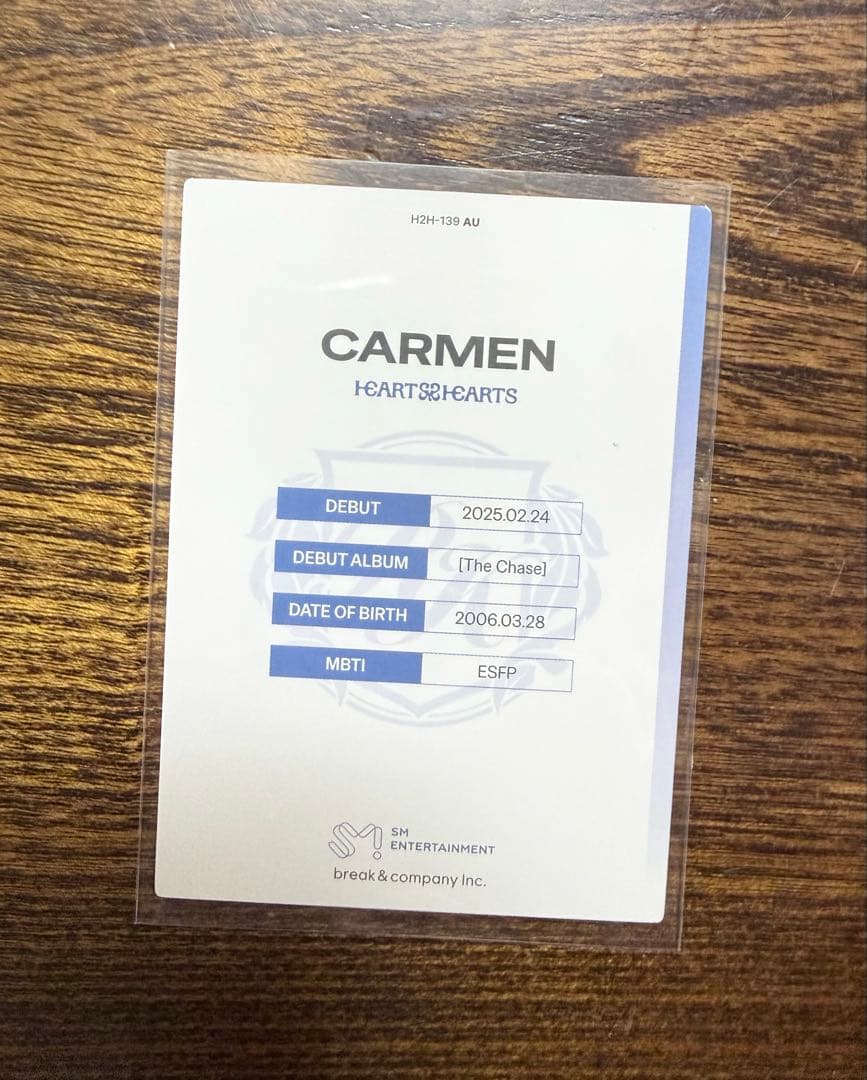 H2H-139 AU
CARMEN
HEARTS2HEARTS
DEBUT 2025.02.24
DEBUT ALBUM [The Chase]
DATE OF BIRTH 2006.03.28
MBTI ESFP
SM
ENTERTAINMENT
break & company Inc.